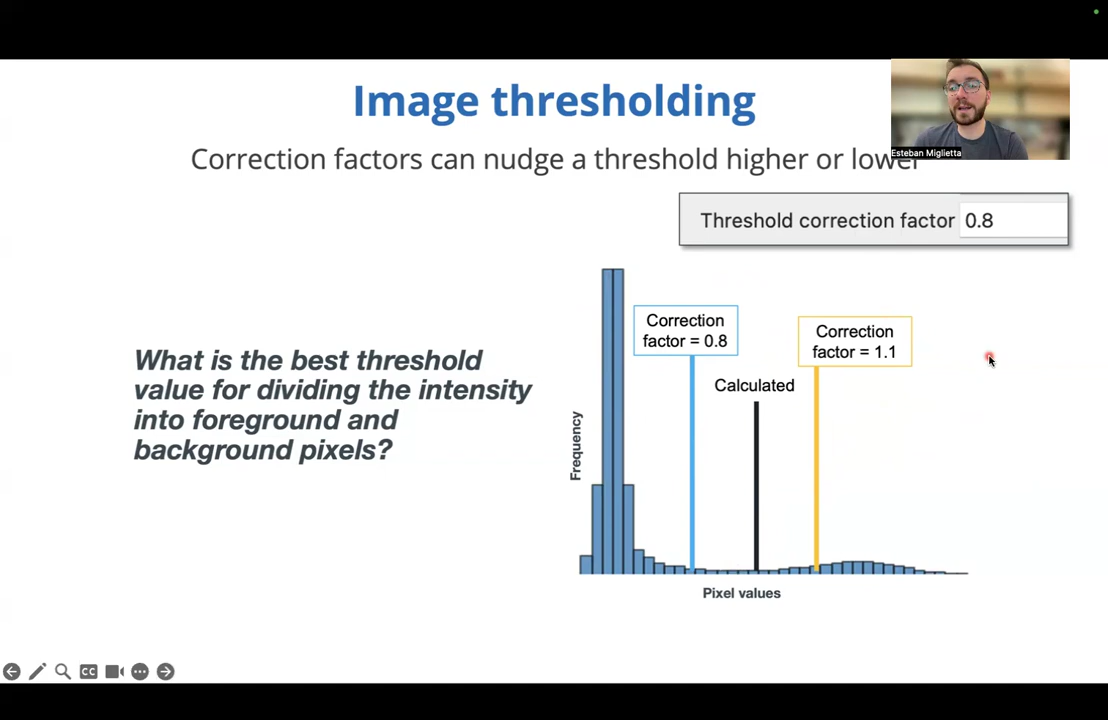 Image thresholding
Correction factors can nudge a threshold higher or lower
Esteban Miglietta
Threshold correction factor 0.8
What is the best threshold
value for dividing the intensity
into foreground and
background pixels?
Correction
factor = 0.8
Calculated
Correction
factor = 1.1
Frequency
Pixel values
CC